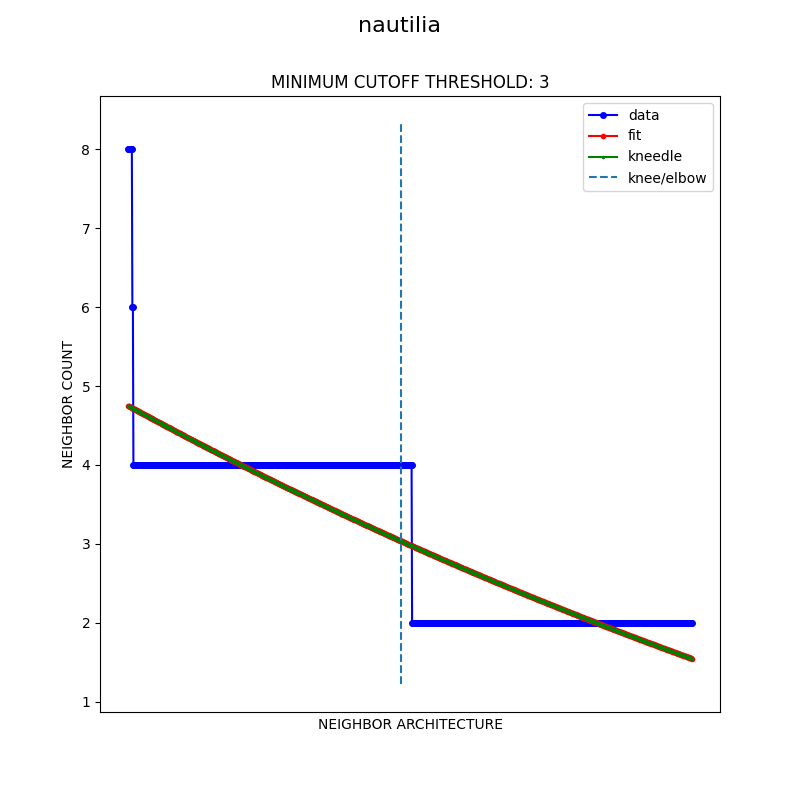 nautilia
MINIMUM CUTOFF THRESHOLD: 3
data
fit
kneedle
knee/elbow
8
7
6
5
4
3
2
1
NEIGHBOR COUNT
NEIGHBOR ARCHITECTURE